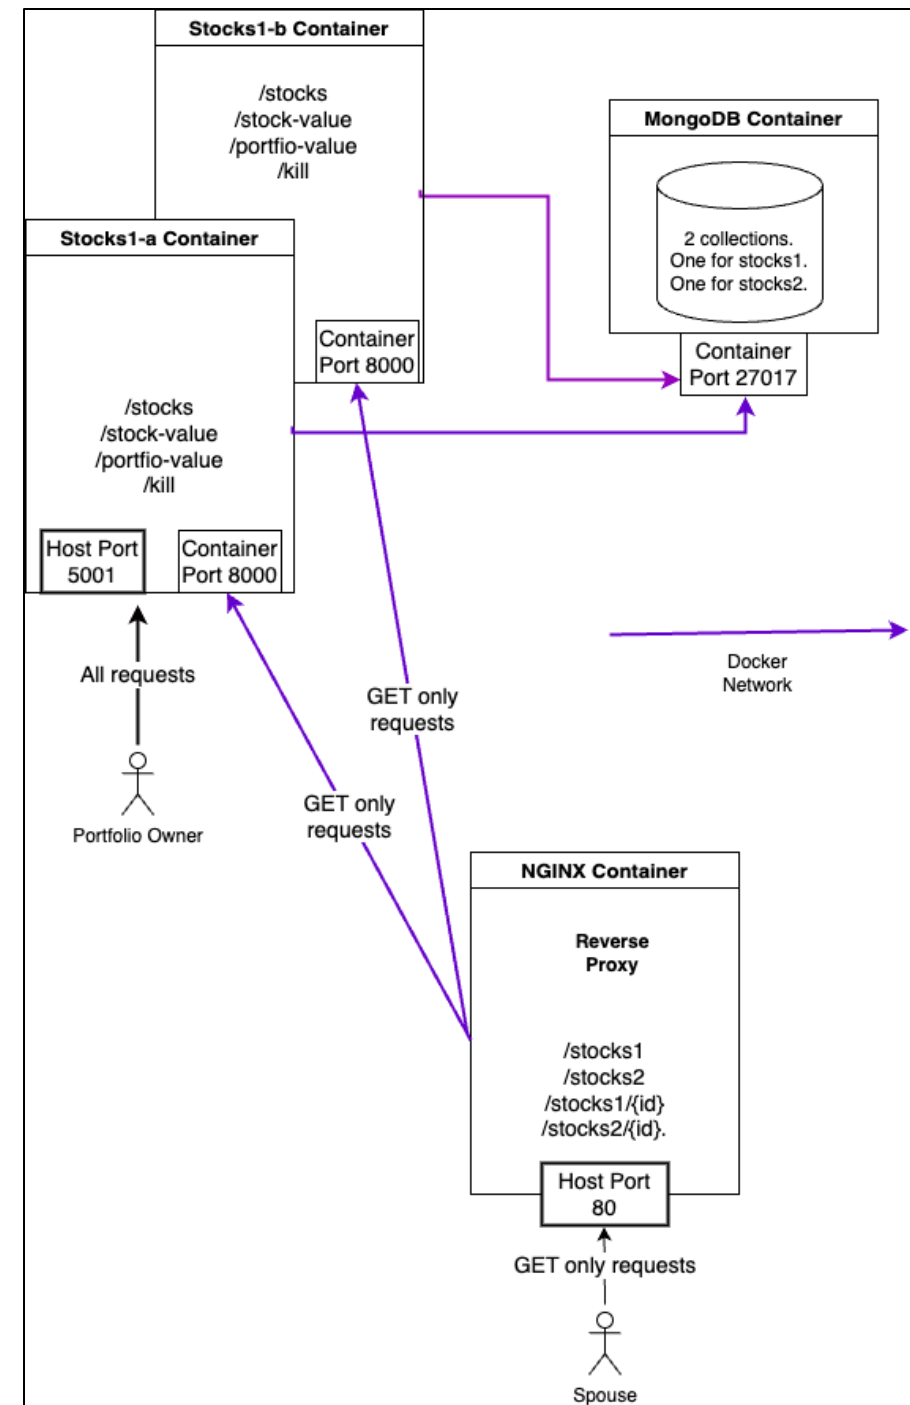 Stocks1-b Container
/stocks
/stock-value
/portfio-value
/kill
Container
Port 8000
MongoDB Container
2 collections.
One for stocks1.
One for stocks2.
Container
Port 27017
Stocks1-a Container
/stocks
/stock-value
/portfio-value
/kill
Host Port
5001
Container
Port 8000
All requests
Portfolio Owner
GET only
requests
GET only
requests
Docker
Network
NGINX Container
Reverse
Proxy
/stocks1
/stocks2
/stocks1/{id}
/stocks2/{id}.
Host Port
80
GET only requests
Spouse